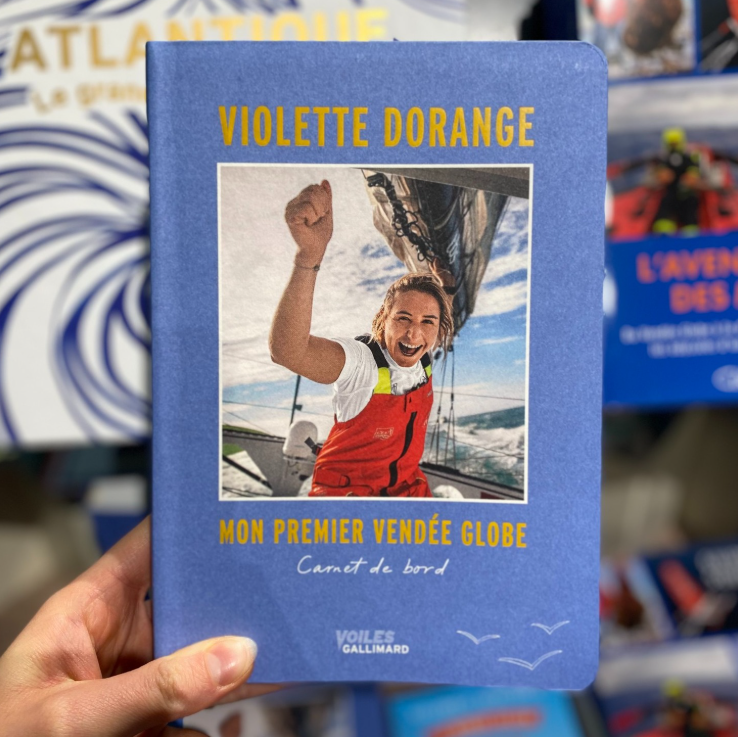 ATLANTIQUE
VIOLETTE DORANGE
L'AVEN
DES
MON PREMIER VENDÉE GLOBE
Carnet de bord
VOILES
GALLIMARD